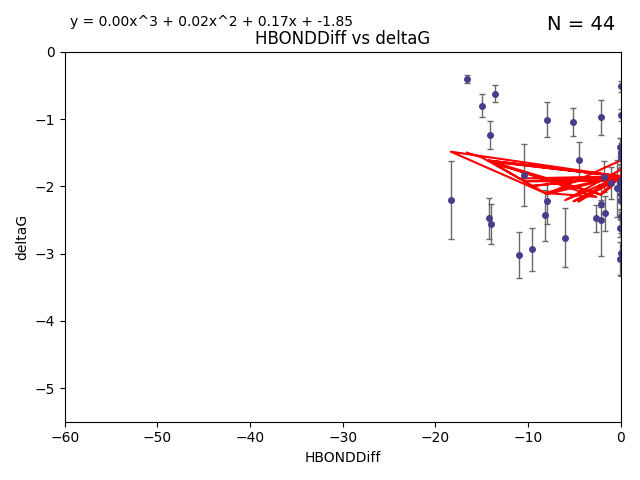 y = 0.00x^3 + 0.02x^2 + 0.17x + -1.85
N = 44
HBONDDiff vs deltaG
0
−1
−2
−3
−4
−5
deltaG
−60 −50 −40 −30 −20 −10 0
HBONDDiff